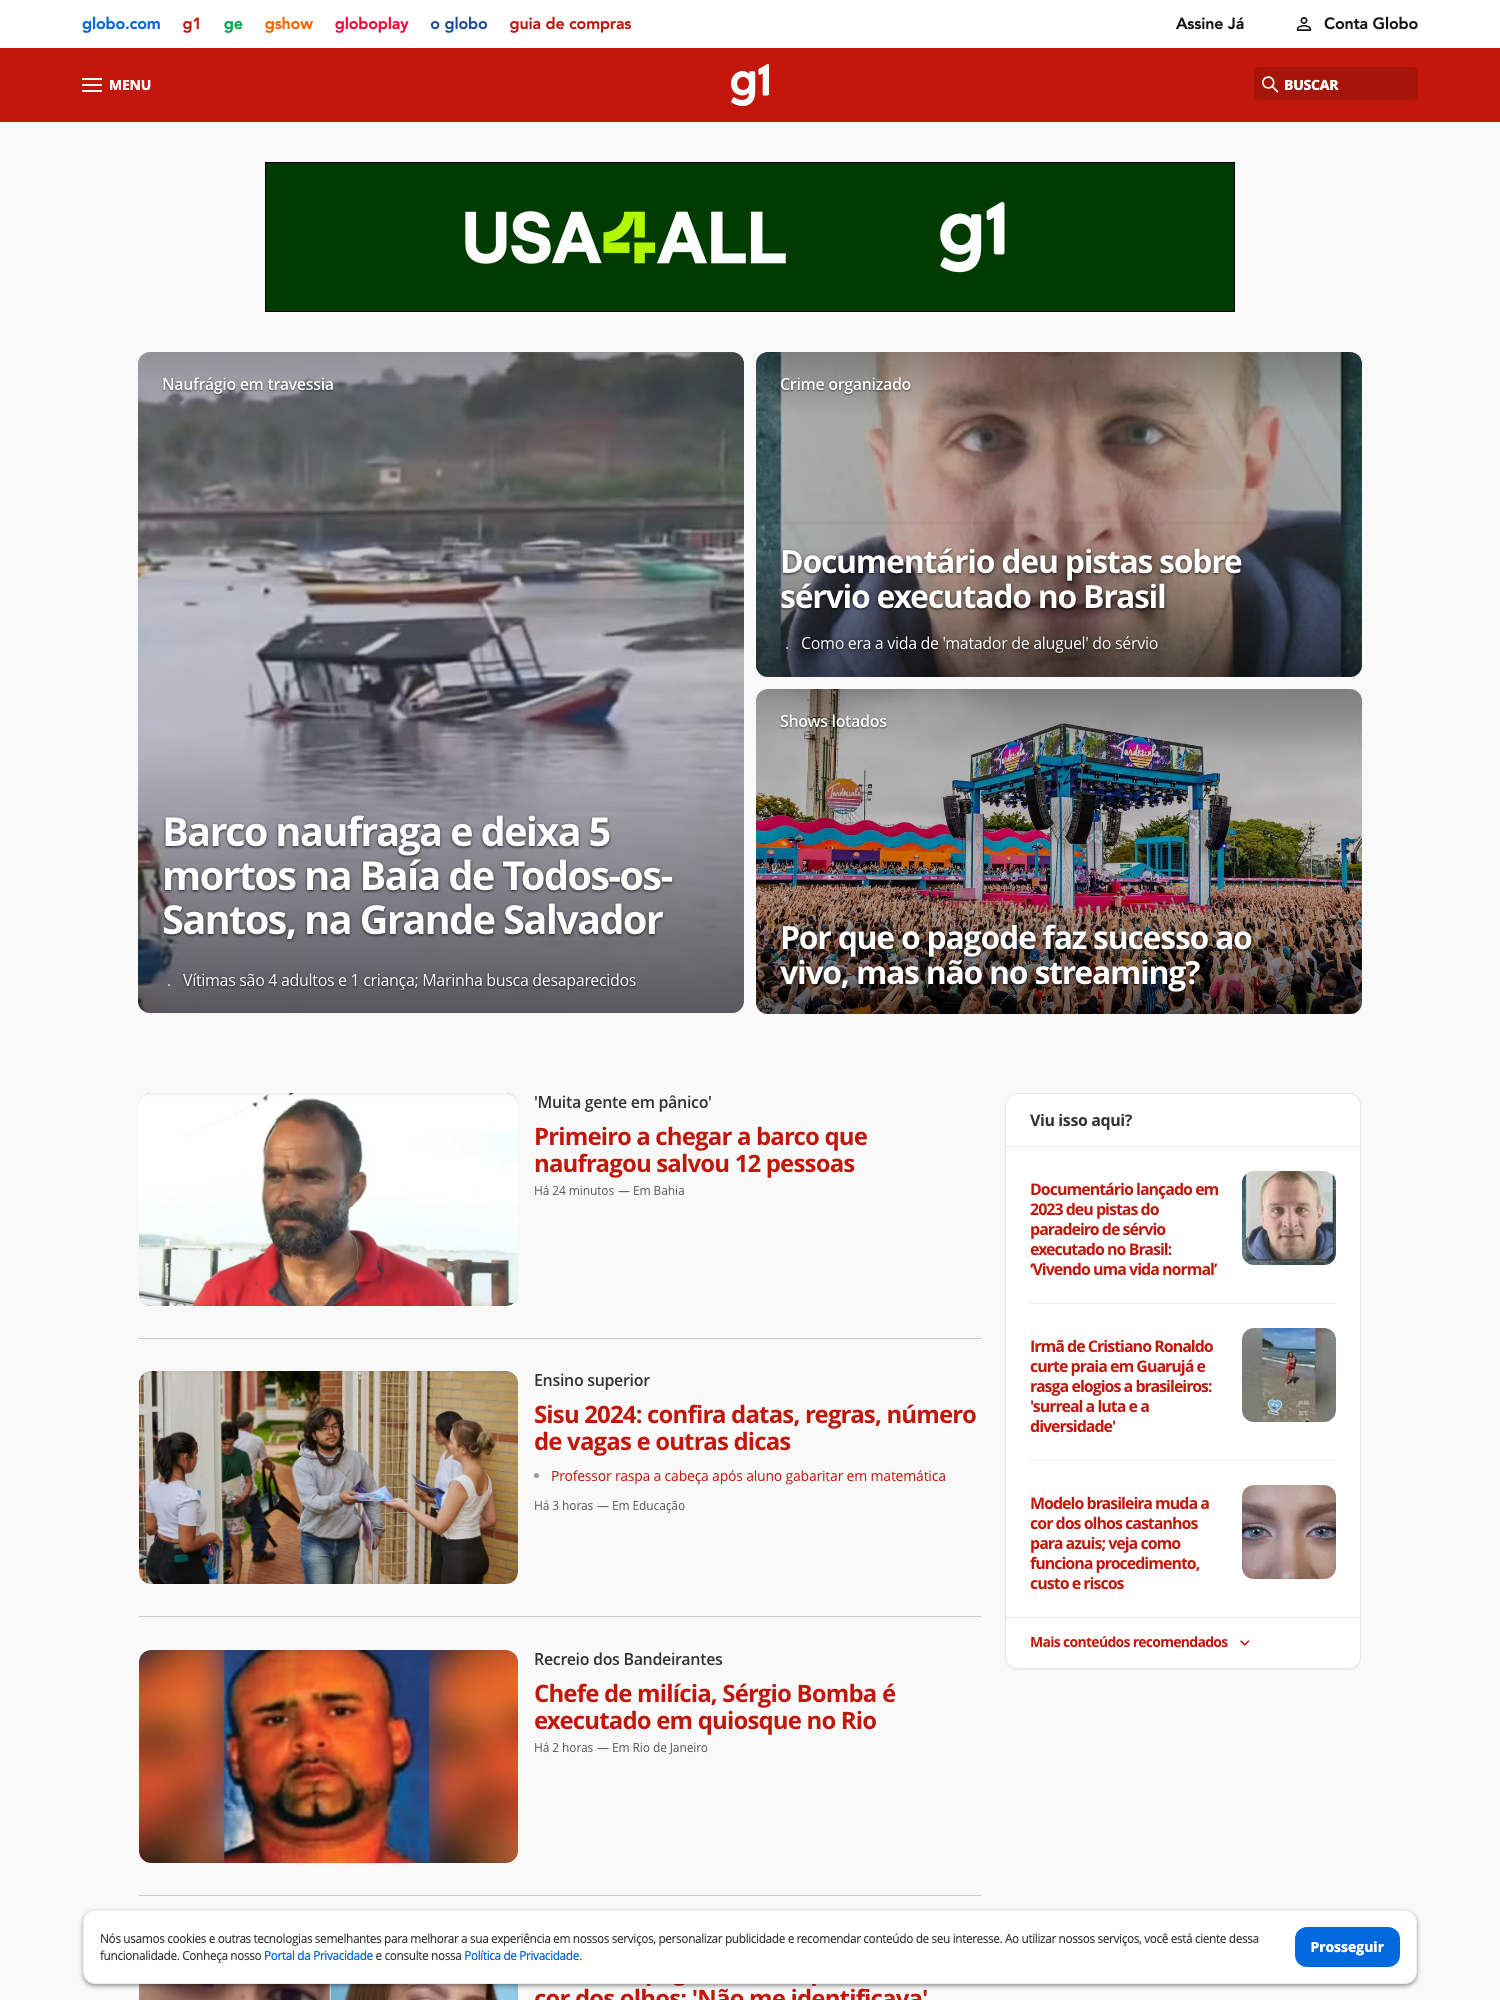 globo.com g1 ge gshow globoplay o globo guia de compras Assine Já Conta Globo
MENU g1 BUSCAR
USA4ALL g1
Naufrágio em travessia
Barco naufraga e deixa 5
mortos na Baía de Todos-os-
Santos, na Grande Salvador
. Vítimas são 4 adultos e 1 criança; Marinha busca desaparecidos
Crime organizado
Documentário deu pistas sobre
sérvio executado no Brasil
. Como era a vida de 'matador de aluguel' do sérvio
Shows lotados
Tardezinha Tardezinha
Tardezinha
Por que o pagode faz sucesso ao
vivo, mas não no streaming?
'Muita gente em pânico'
Primeiro a chegar a barco que
naufragou salvou 12 pessoas
Há 24 minutos — Em Bahia
Ensino superior
Sisu 2024: confira datas, regras, número
de vagas e outras dicas
• Professor raspa a cabeça após aluno gabaritar em matemática
Há 3 horas — Em Educação
Recreio dos Bandeirantes
Chefe de milícia, Sérgio Bomba é
executado em quiosque no Rio
Há 2 horas — Em Rio de Janeiro
Viu isso aqui?
Documentário lançado em
2023 deu pistas do
paradeiro de sérvio
executado no Brasil:
‘Vivendo uma vida normal’
Irmã de Cristiano Ronaldo
curte praia em Guarujá e
rasga elogios a brasileiros:
'surreal a luta e a
diversidade'
Modelo brasileira muda a
cor dos olhos castanhos
para azuis; veja como
funciona procedimento,
custo e riscos
Mais conteúdos recomendados
Nós usamos cookies e outras tecnologias semelhantes para melhorar a sua experiência em nossos serviços, personalizar publicidade e recomendar conteúdo de seu interesse. Ao utilizar nossos serviços, você está ciente dessa
funcionalidade. Conheça nosso Portal da Privacidade e consulte nossa Política de Privacidade.
Prosseguir
cor dos olhos: 'Não me identificava'